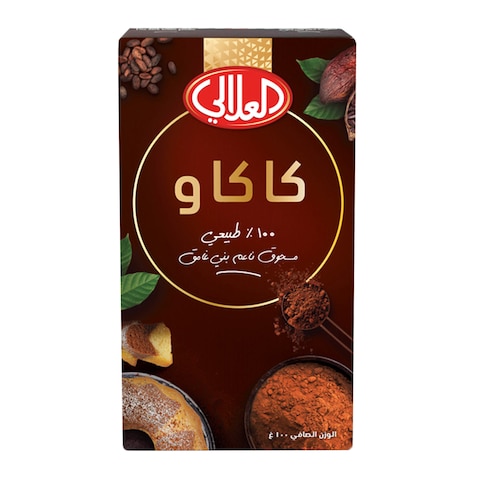 العلالي
كاكاو
١٠٠ ٪ طبيعي
مسحوق ناعم بني غامق
الوزن الصافي ١٠٠ غ